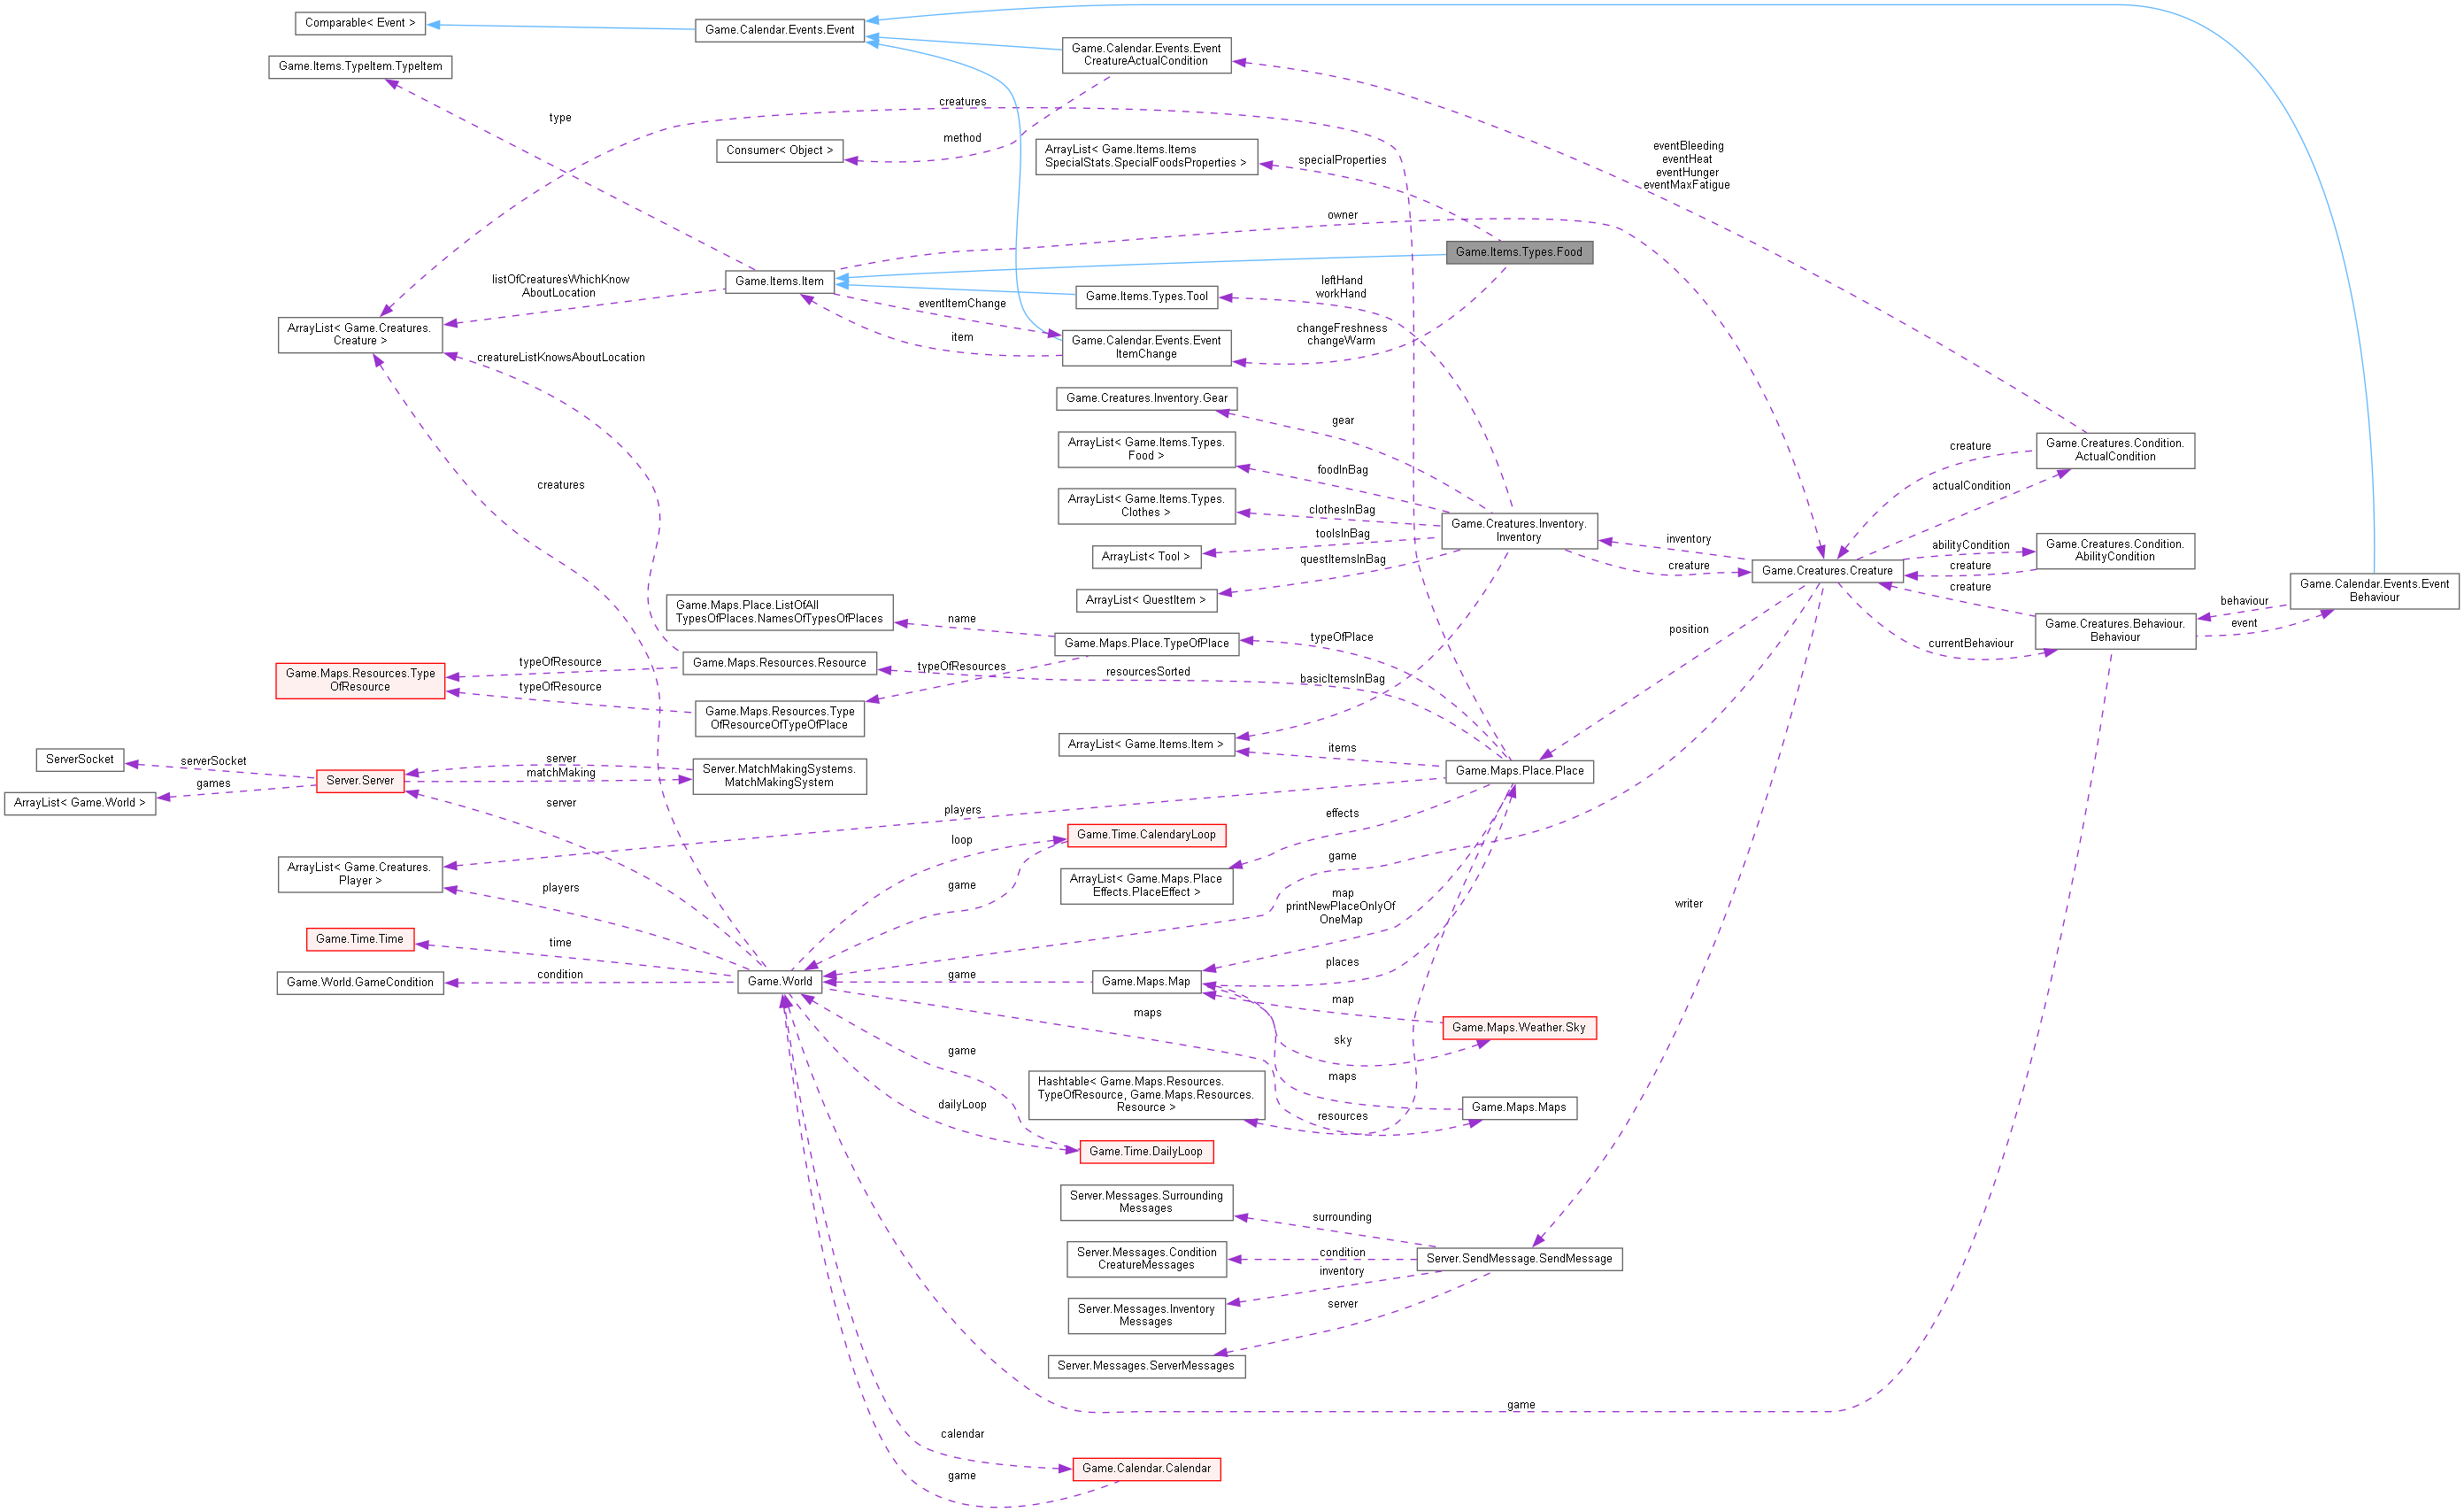 Comparable< Event >
Game.Calendar.Events.Event
Game.Calendar.Events.Event
CreatureActualCondition
Game.Items.TypeItem.TypeItem
creatures
type
method
Consumer< Object >
ArrayList< Game.Items.Items
SpecialStats.SpecialFoodsProperties >
specialProperties
eventBleeding
eventHeat
eventHunger
eventMaxFatigue
owner
Game.Items.Types.Food
Game.Items.Item
listOfCreaturesWhichKnow
AboutLocation
eventItemChange
item
Game.Items.Types.Tool
leftHand
workHand
ArrayList< Game.Creatures.
Creature >
Game.Calendar.Events.Event
ItemChange
changeFreshness
changeWarm
creatureListKnowsAboutLocation
Game.Creatures.Inventory.Gear
gear
ArrayList< Game.Items.Types.
Food >
foodInBag
Game.Creatures.Condition.
ActualCondition
creature
actualCondition
creatures
ArrayList< Game.Items.Types.
Clothes >
clothesInBag
Game.Creatures.Inventory.
Inventory
ArrayList< Tool >
toolsInBag
questItemsInBag
inventory
creature
Game.Creatures.Creature
abilityCondition
creature
creature
Game.Creatures.Condition.
AbilityCondition
Game.Calendar.Events.Event
Behaviour
behaviour
event
ArrayList< QuestItem >
Game.Maps.Place.ListOfAll
TypesOfPlaces.NamesOfTypesOfPlaces
name
Game.Maps.Place.TypeOfPlace
typeOfPlace
position
currentBehaviour
Game.Creatures.Behaviour.
Behaviour
Game.Maps.Resources.Type
OfResource
typeOfResource
typeOfResource
Game.Maps.Resources.Resource
typeOfResources
resourcesSorted
basicItemsInBag
Game.Maps.Resources.Type
OfResourceOfTypeOfPlace
ArrayList< Game.Items.Item >
items
Game.Maps.Place.Place
ServerSocket
serverSocket
games
ArrayList< Game.World >
Server.Server
server
matchMaking
server
Server.MatchMakingSystems.
MatchMakingSystem
players
effects
loop
Game.Time.CalendaryLoop
game
game
ArrayList< Game.Creatures.
Player >
players
ArrayList< Game.Maps.Place
Effects.PlaceEffect >
map
printNewPlaceOnlyOf
OneMap
writer
Game.Time.Time
time
Game.World.GameCondition
condition
Game.World
game
Game.Maps.Map
places
maps
map
Game.Maps.Weather.Sky
sky
game
maps
Hashtable< Game.Maps.Resources.
TypeOfResource, Game.Maps.Resources.
Resource >
resources
Game.Maps.Maps
dailyLoop
Game.Time.DailyLoop
Server.Messages.Surrounding
Messages
surrounding
Server.Messages.Condition
CreatureMessages
condition
inventory
Server.SendMessage.SendMessage
Server.Messages.Inventory
Messages
server
Server.Messages.ServerMessages
game
calendar
Game.Calendar.Calendar
game